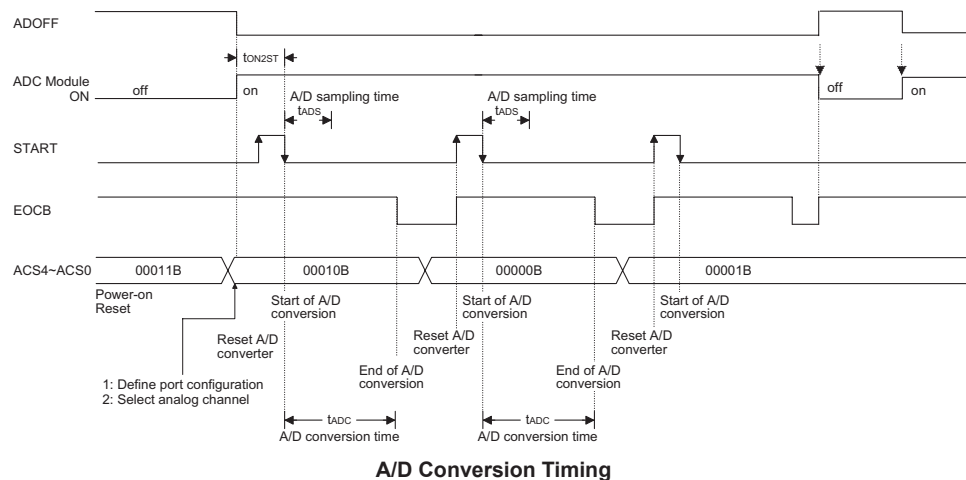 ADOFF
tON2ST
ADC Module
ON
off
on
off
on
A/D sampling time
tADS
A/D sampling time
tADS
START
EOCB
ACS4~ACS0
00011B
00010B
00000B
00001B
Power-on
Reset
Start of A/D
conversion
Start of A/D
conversion
Start of A/D
conversion
Reset A/D
converter
Reset A/D
converter
Reset A/D
converter
End of A/D
conversion
End of A/D
conversion
1: Define port configuration
2: Select analog channel
tADC
A/D conversion time
tADC
A/D conversion time
A/D Conversion Timing